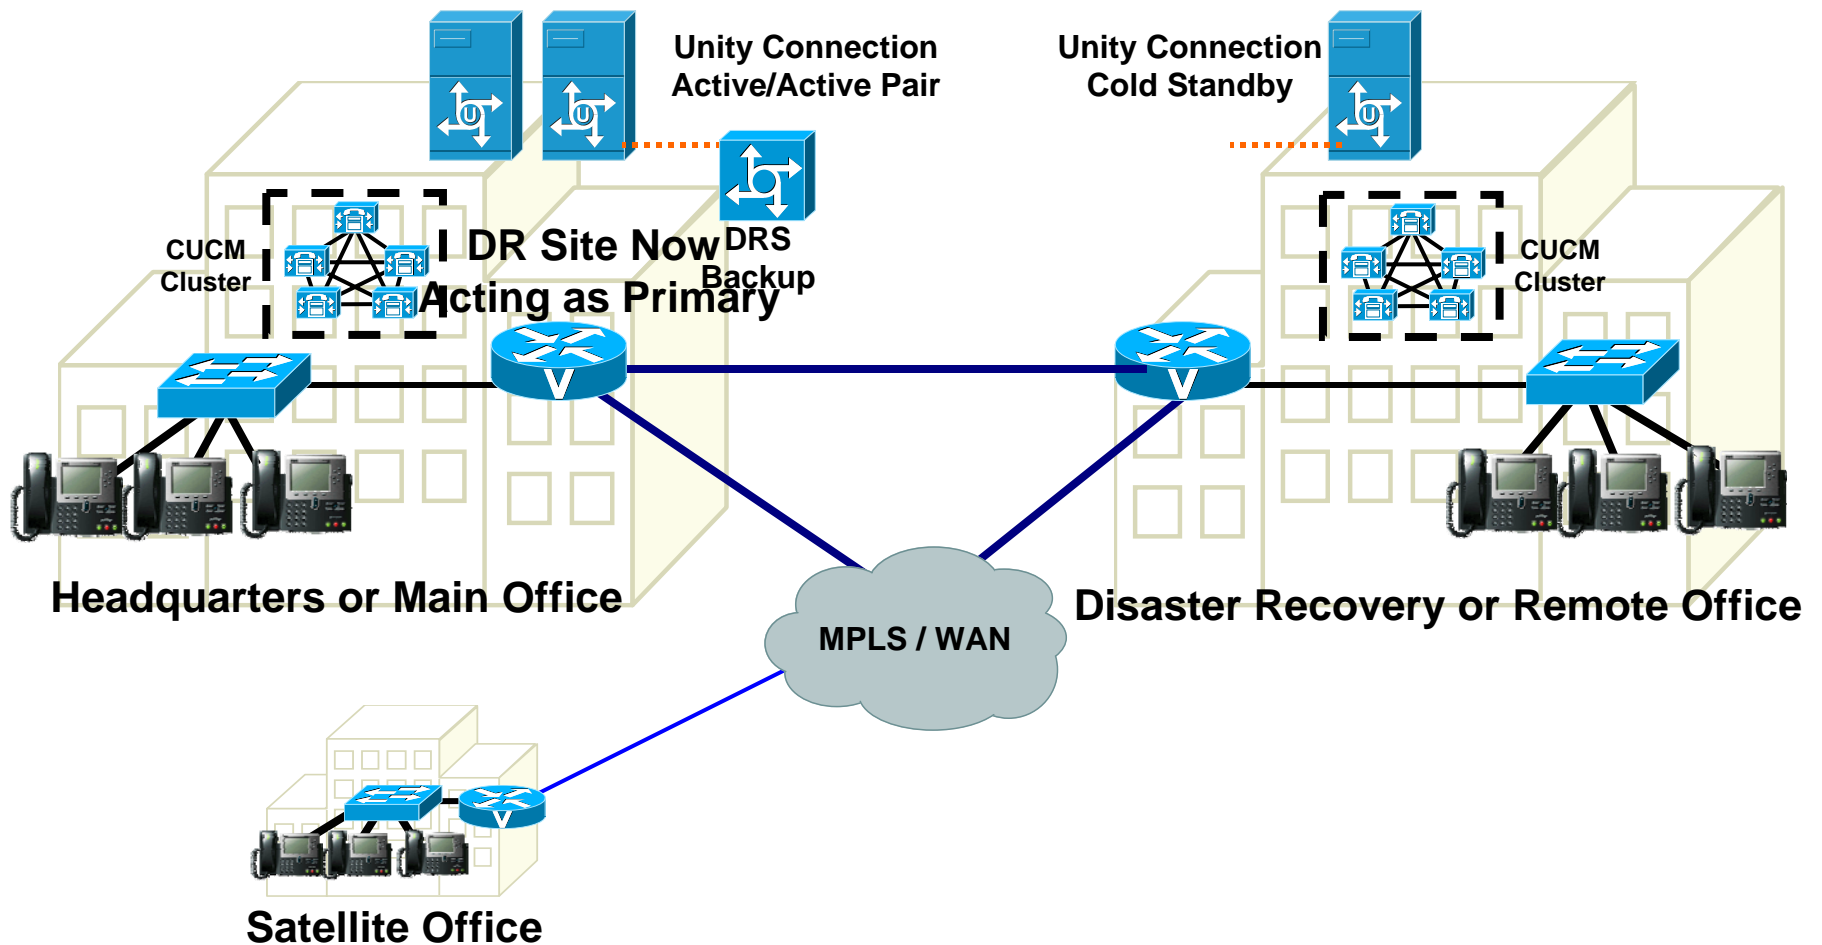 Unity Connection
Active/Active Pair
Unity Connection
Cold Standby
U
U
U
CUCM
Cluster
DR Site Now
Acting as Primary
DRS
Backup
CUCM
Cluster
V
V
Headquarters or Main Office
Disaster Recovery or Remote Office
MPLS / WAN
V
Satellite Office